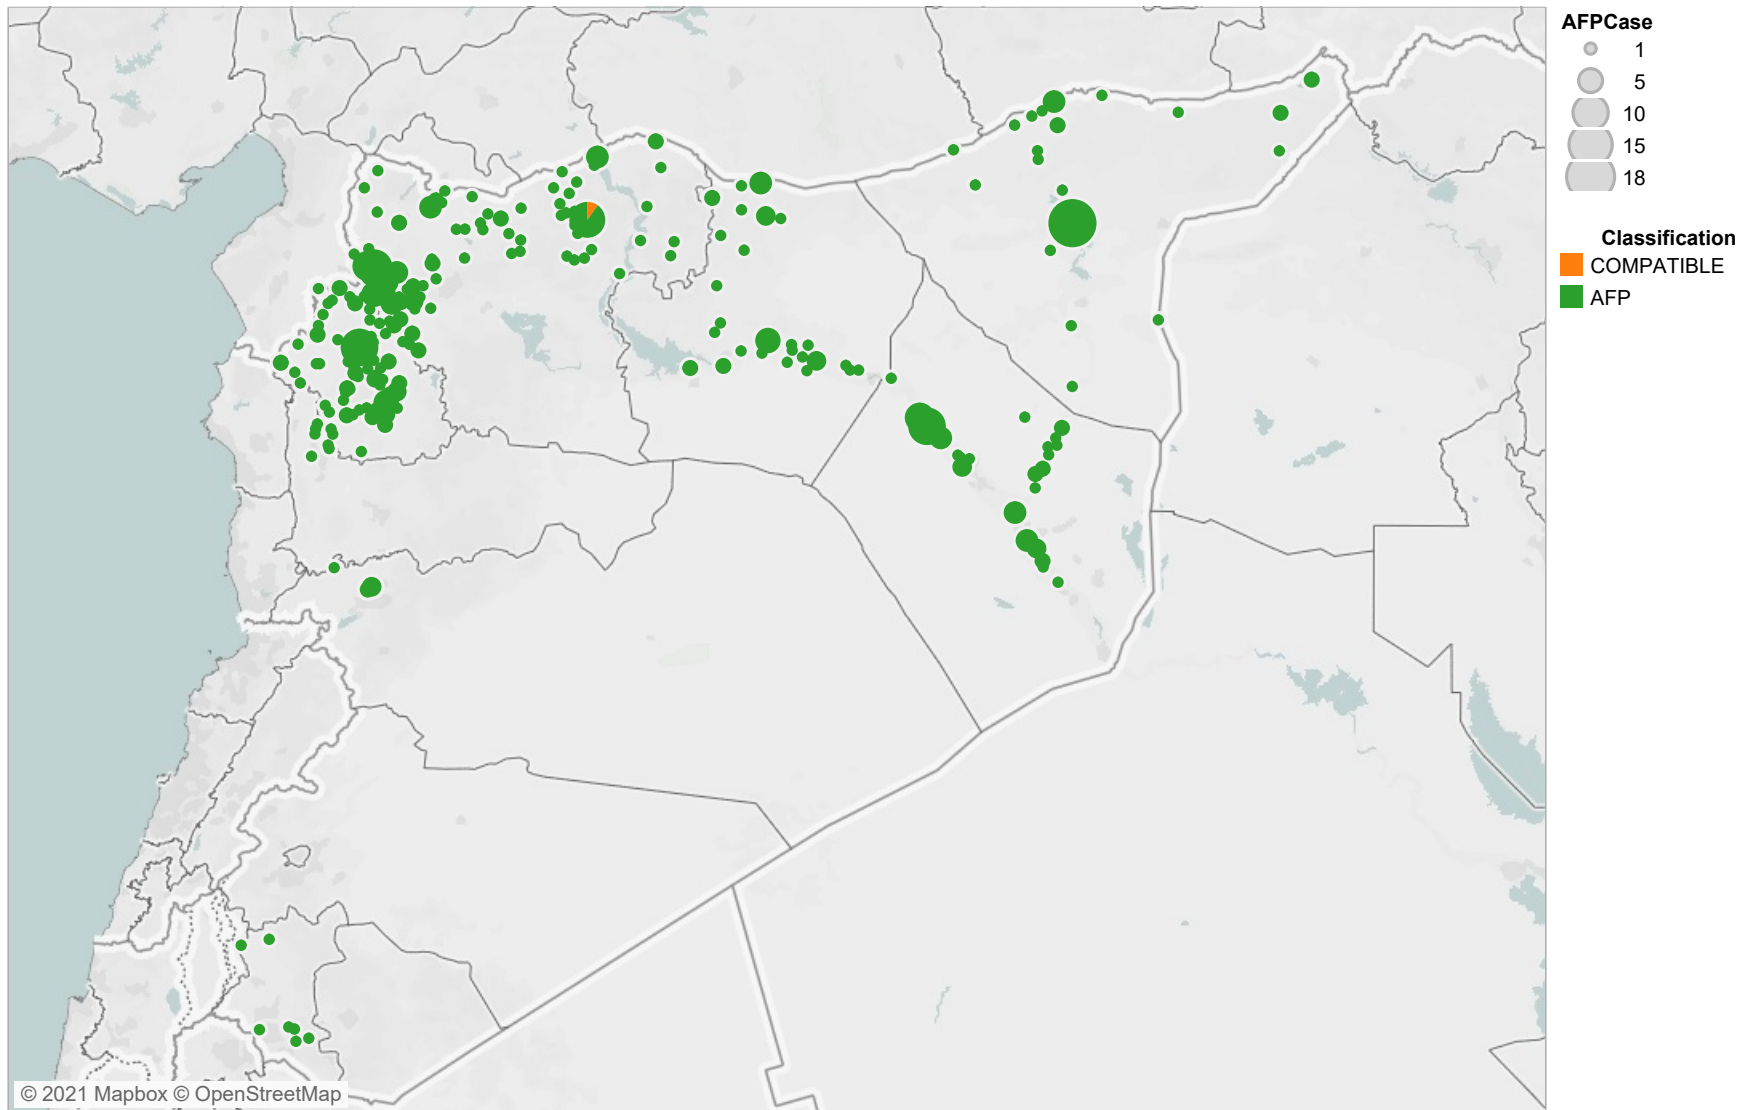 AFPCase
1
5
10
15
18
Classification
COMPATIBLE
AFP
© 2021 Mapbox © OpenStreetMap